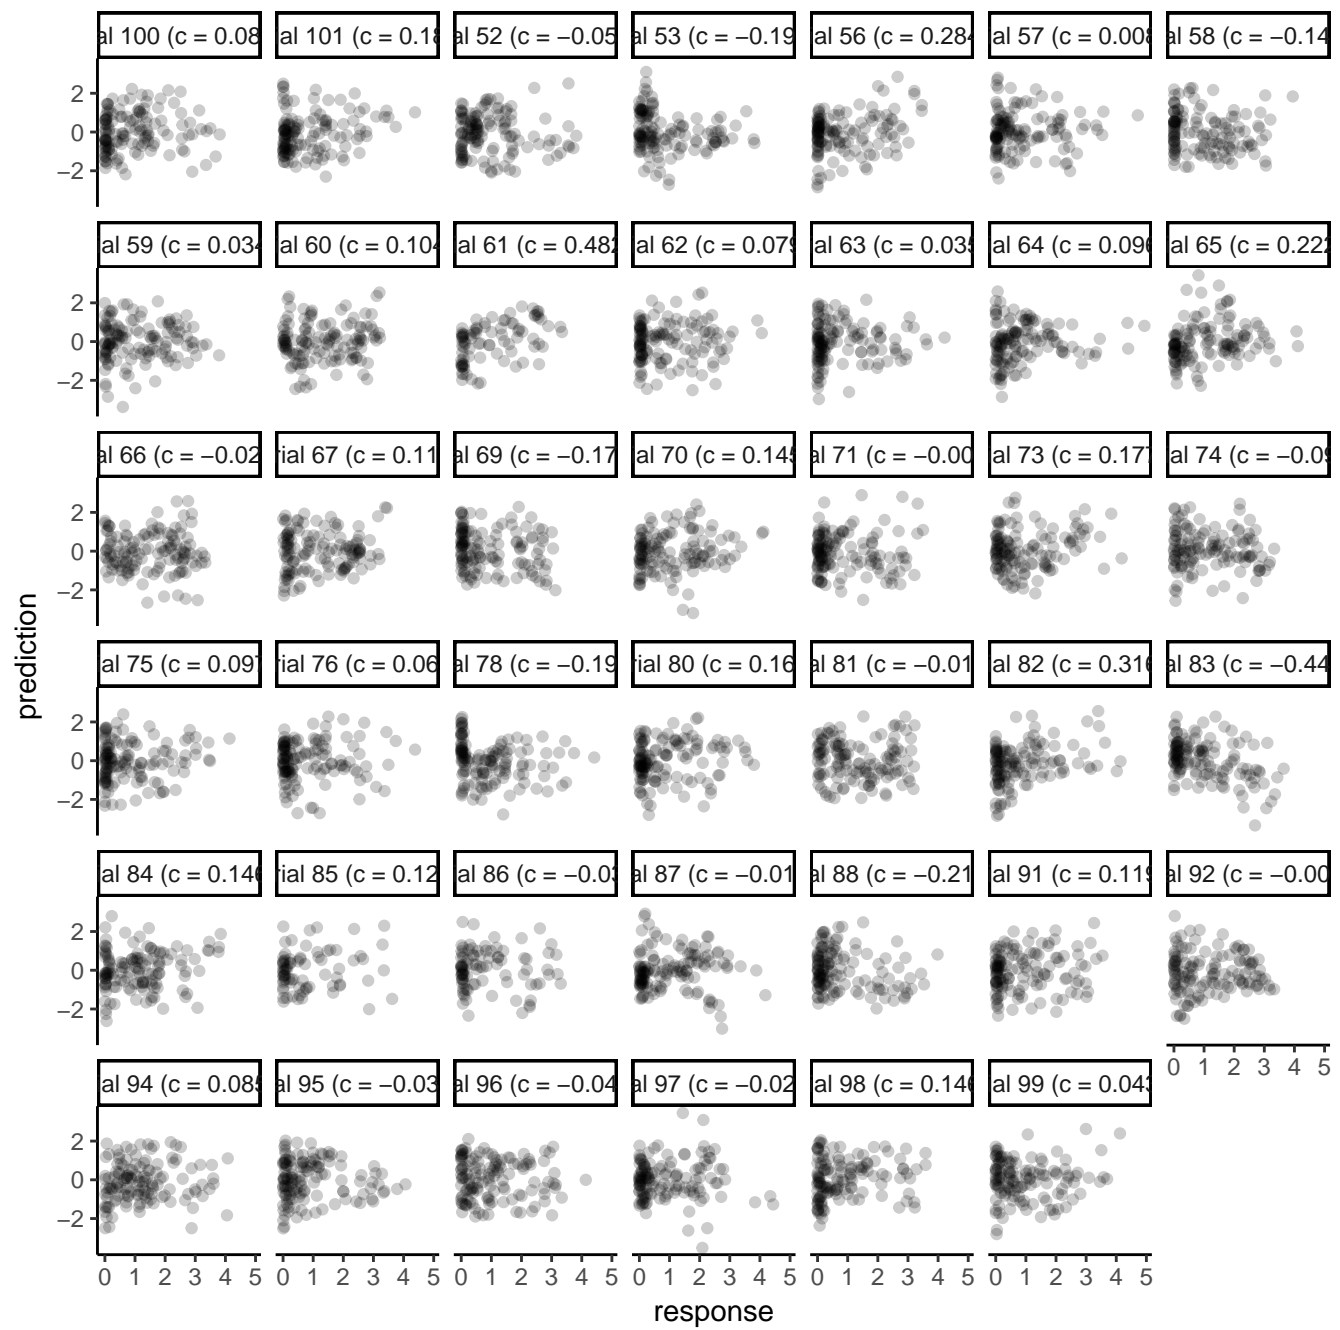 al 100 (c = 0.08
al 101 (c = 0.18
al 52 (c = −0.05
al 53 (c = −0.19
al 56 (c = 0.284
al 57 (c = 0.008
al 58 (c = −0.14
2
0
−2
al 59 (c = 0.034
al 60 (c = 0.104
al 61 (c = 0.482
al 62 (c = 0.079
al 63 (c = 0.035
al 64 (c = 0.096
al 65 (c = 0.222
2
0
−2
al 66 (c = −0.02
rial 67 (c = 0.11
al 69 (c = −0.17
al 70 (c = 0.145
al 71 (c = −0.00
al 73 (c = 0.177
al 74 (c = −0.09
2
0
−2
prediction
al 75 (c = 0.097
rial 76 (c = 0.06
al 78 (c = −0.19
rial 80 (c = 0.16
al 81 (c = −0.01
al 82 (c = 0.316
al 83 (c = −0.44
2
0
−2
al 84 (c = 0.146
rial 85 (c = 0.12
al 86 (c = −0.03
al 87 (c = −0.01
al 88 (c = −0.21
al 91 (c = 0.119
al 92 (c = −0.00
2
0
−2
0 1 2 3 4 5
al 94 (c = 0.085
al 95 (c = −0.03
al 96 (c = −0.04
al 97 (c = −0.02
al 98 (c = 0.146
al 99 (c = 0.043
2
0
−2
0 1 2 3 4 5
0 1 2 3 4 5
0 1 2 3 4 5
0 1 2 3 4 5
0 1 2 3 4 5
0 1 2 3 4 5
response